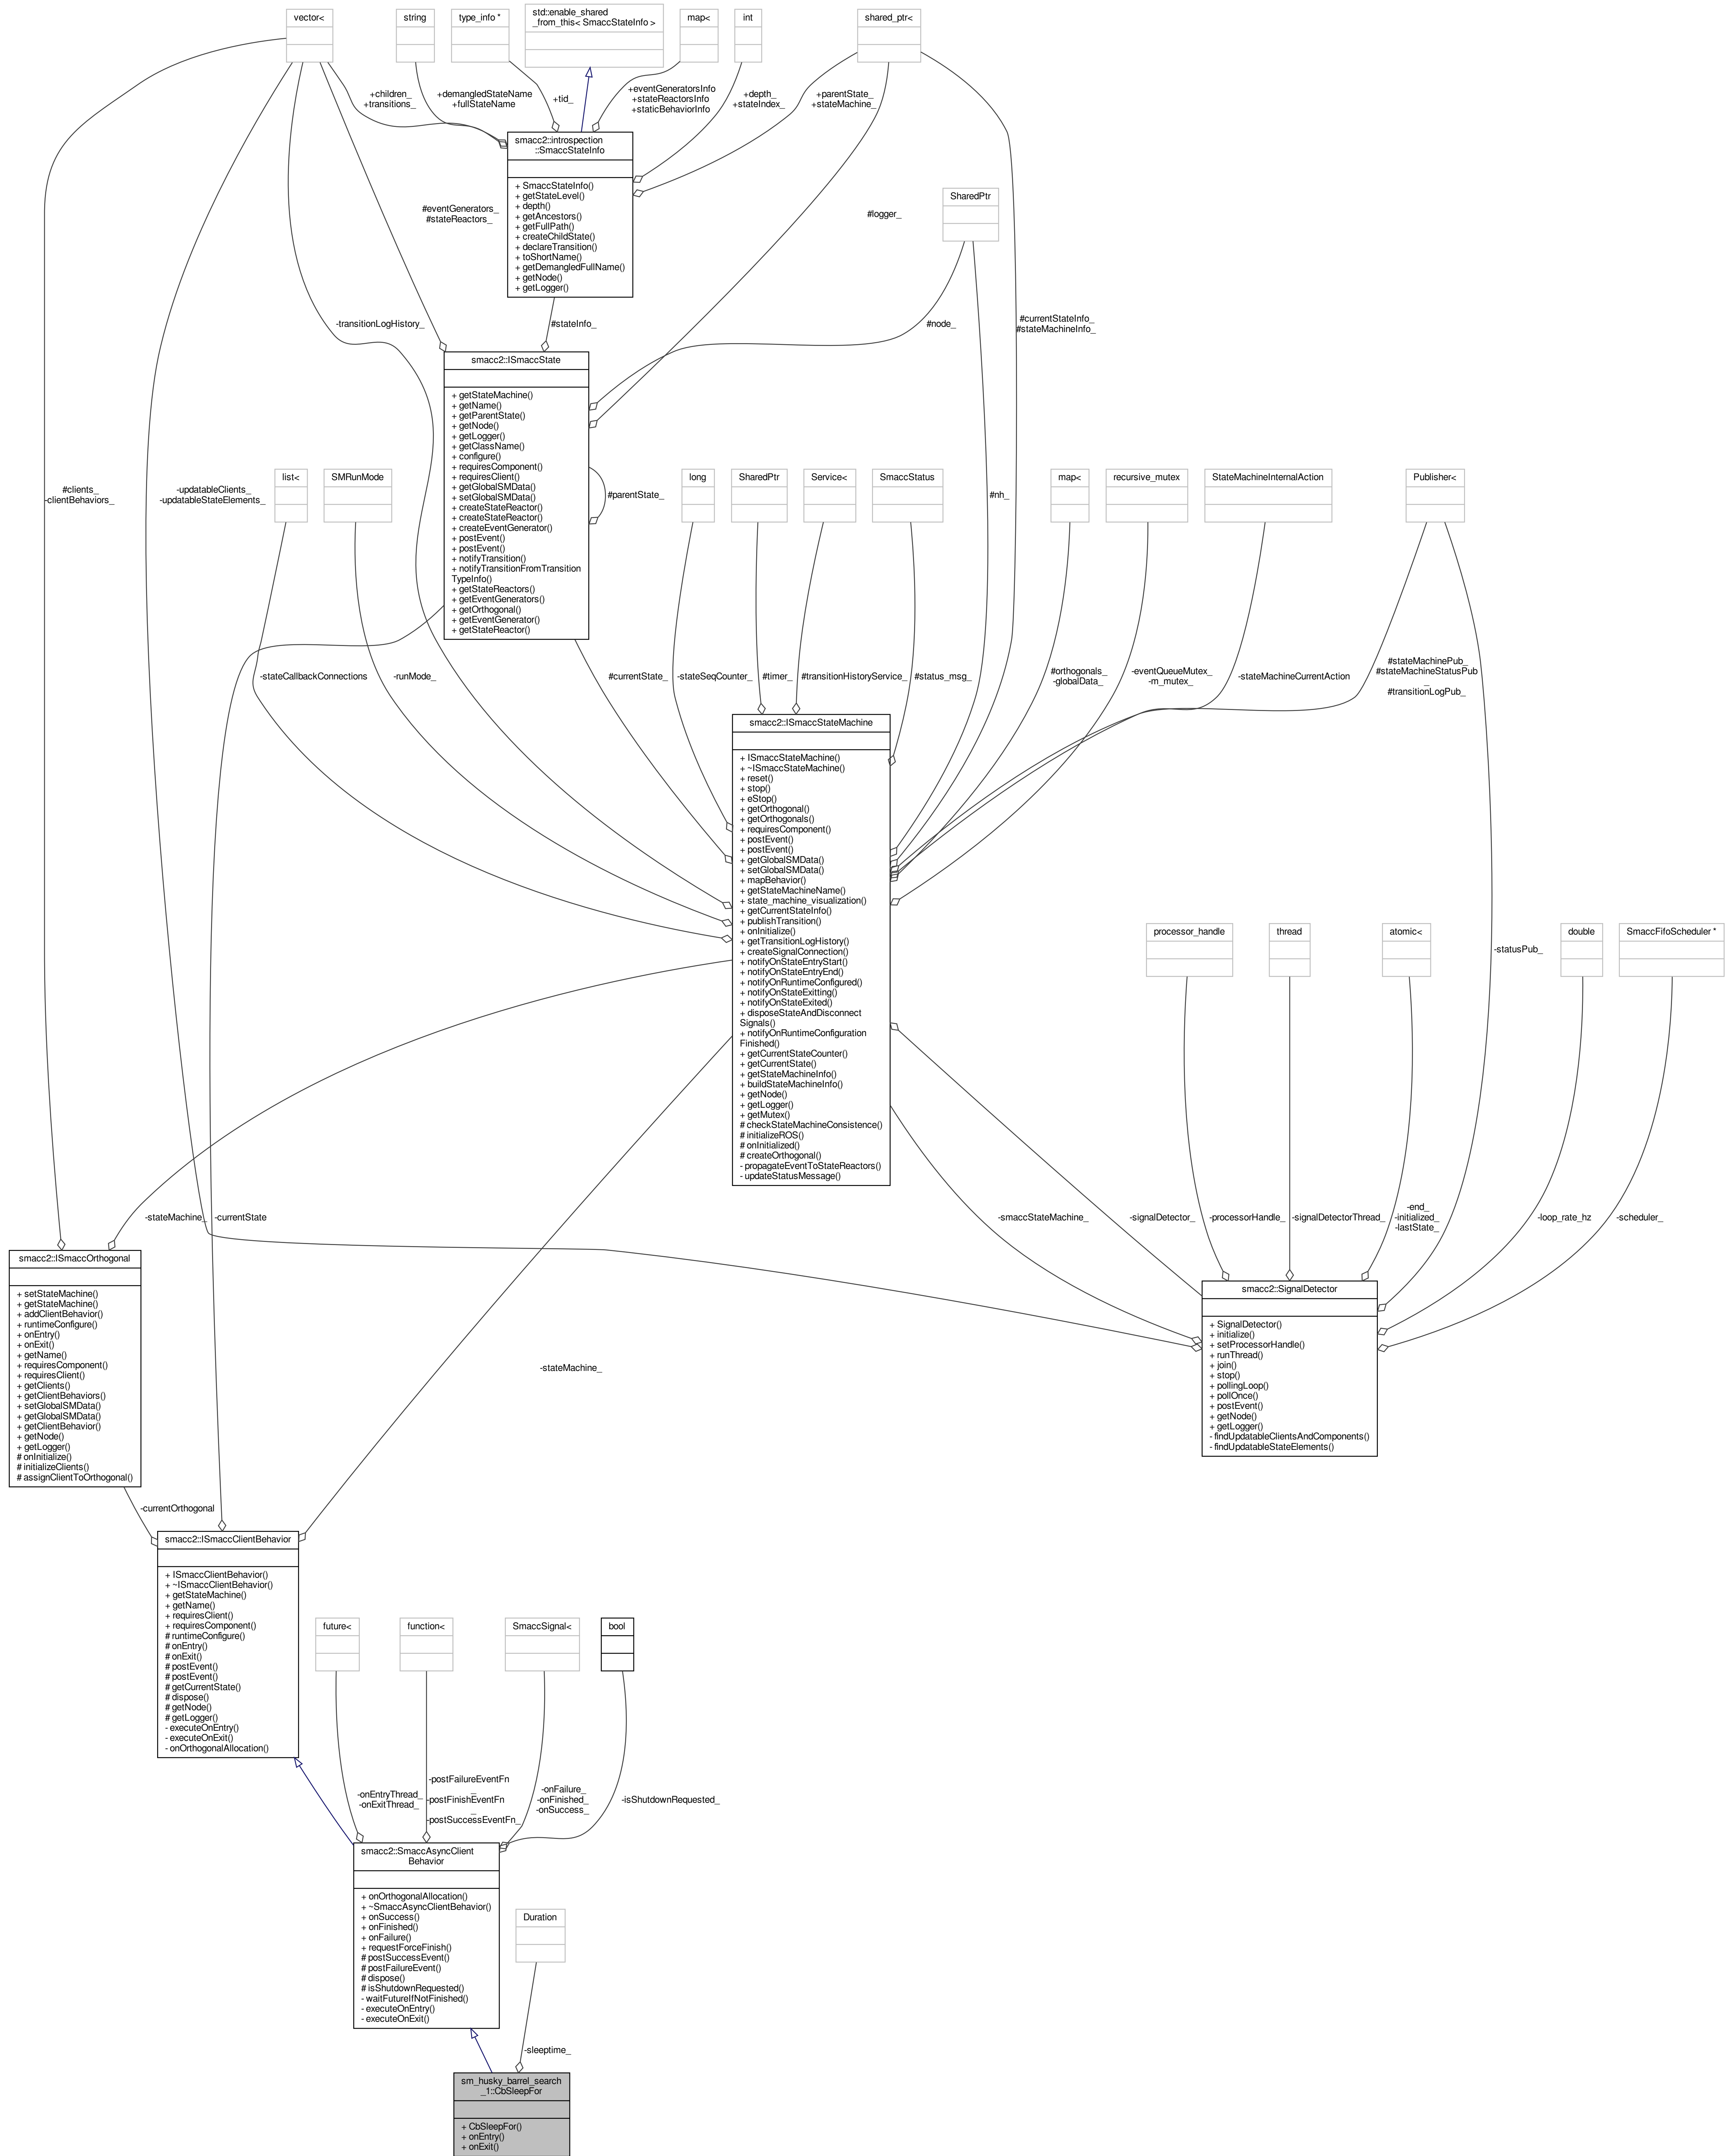 vector<
string
type_info *
std::enable_shared
_from_this< SmaccStateInfo >
map<
int
shared_ptr<
+children_
+transitions_
+demangledStateName
+fullStateName
+tid_
+eventGeneratorsInfo
+stateReactorsInfo
+staticBehaviorInfo
+depth_
+stateIndex_
+parentState_
+stateMachine_
smacc2::introspection
::SmaccStateInfo
+ SmaccStateInfo()
+ getStateLevel()
+ depth()
+ getAncestors()
+ getFullPath()
+ createChildState()
+ declareTransition()
+ toShortName()
+ getDemangledFullName()
+ getNode()
+ getLogger()
SharedPtr
#eventGenerators_
#stateReactors_
#logger_
-transitionLogHistory_
#stateInfo_
#node_
#currentStateInfo_
#stateMachineInfo_
smacc2::ISmaccState
+ getStateMachine()
+ getName()
+ getParentState()
+ getNode()
+ getLogger()
+ getClassName()
+ configure()
+ requiresComponent()
+ requiresClient()
+ getGlobalSMData()
+ setGlobalSMData()
+ createStateReactor()
+ createStateReactor()
+ createEventGenerator()
+ postEvent()
+ postEvent()
+ notifyTransition()
+ notifyTransitionFromTransition
TypeInfo()
+ getStateReactors()
+ getEventGenerators()
+ getOrthogonal()
+ getEventGenerator()
+ getStateReactor()
#clients_
-clientBehaviors_
-updatableClients_
-updatableStateElements_
list<
SMRunMode
#parentState_
long
SharedPtr
Service<
SmaccStatus
#nh_
map<
recursive_mutex
StateMachineInternalAction
Publisher<
-stateCallbackConnections
-runMode_
#currentState_
-stateSeqCounter_
#timer_
#transitionHistoryService_
#status_msg_
#orthogonals_
-globalData_
-eventQueueMutex_
-m_mutex_
-stateMachineCurrentAction
#stateMachinePub_
#stateMachineStatusPub
_
#transitionLogPub_
smacc2::ISmaccStateMachine
+ ISmaccStateMachine()
+ ~ISmaccStateMachine()
+ reset()
+ stop()
+ eStop()
+ getOrthogonal()
+ getOrthogonals()
+ requiresComponent()
+ postEvent()
+ postEvent()
+ getGlobalSMData()
+ setGlobalSMData()
+ mapBehavior()
+ getStateMachineName()
+ state_machine_visualization()
+ getCurrentStateInfo()
+ publishTransition()
+ onInitialize()
+ getTransitionLogHistory()
+ createSignalConnection()
+ notifyOnStateEntryStart()
+ notifyOnStateEntryEnd()
+ notifyOnRuntimeConfigured()
+ notifyOnStateExitting()
+ notifyOnStateExited()
+ disposeStateAndDisconnect
Signals()
+ notifyOnRuntimeConfiguration
Finished()
+ getCurrentStateCounter()
+ getCurrentState()
+ getStateMachineInfo()
+ buildStateMachineInfo()
+ getNode()
+ getLogger()
+ getMutex()
# checkStateMachineConsistence()
# initializeROS()
# onInitialized()
# createOrthogonal()
- propagateEventToStateReactors()
- updateStatusMessage()
processor_handle
thread
atomic<
-statusPub_
double
SmaccFifoScheduler *
-stateMachine_
-currentState
-smaccStateMachine_
-signalDetector_
-processorHandle_
-signalDetectorThread_
-end_
-initialized_
-lastState_
-loop_rate_hz
-scheduler_
smacc2::ISmaccOrthogonal
+ setStateMachine()
+ getStateMachine()
+ addClientBehavior()
+ runtimeConfigure()
+ onEntry()
+ onExit()
+ getName()
+ requiresComponent()
+ requiresClient()
+ getClients()
+ getClientBehaviors()
+ setGlobalSMData()
+ getGlobalSMData()
+ getClientBehavior()
+ getNode()
+ getLogger()
# onInitialize()
# initializeClients()
# assignClientToOrthogonal()
smacc2::SignalDetector
+ SignalDetector()
+ initialize()
+ setProcessorHandle()
+ runThread()
+ join()
+ stop()
+ pollingLoop()
+ pollOnce()
+ postEvent()
+ getNode()
+ getLogger()
- findUpdatableClientsAndComponents()
- findUpdatableStateElements()
-stateMachine_
-currentOrthogonal
smacc2::ISmaccClientBehavior
+ ISmaccClientBehavior()
+ ~ISmaccClientBehavior()
+ getStateMachine()
+ getName()
+ requiresClient()
+ requiresComponent()
# runtimeConfigure()
# onEntry()
# onExit()
# postEvent()
# postEvent()
# getCurrentState()
# dispose()
# getNode()
# getLogger()
- executeOnEntry()
- executeOnExit()
- onOrthogonalAllocation()
future<
function<
SmaccSignal<
bool
-onEntryThread_
-onExitThread_
-postFailureEventFn
_
-postFinishEventFn
_
-postSuccessEventFn_
-onFailure_
-onFinished_
-onSuccess_
-isShutdownRequested_
smacc2::SmaccAsyncClient
Behavior
+ onOrthogonalAllocation()
+ ~SmaccAsyncClientBehavior()
+ onSuccess()
+ onFinished()
+ onFailure()
+ requestForceFinish()
# postSuccessEvent()
# postFailureEvent()
# dispose()
# isShutdownRequested()
- waitFutureIfNotFinished()
- executeOnEntry()
- executeOnExit()
Duration
-sleeptime_
sm_husky_barrel_search
_1::CbSleepFor
+ CbSleepFor()
+ onEntry()
+ onExit()